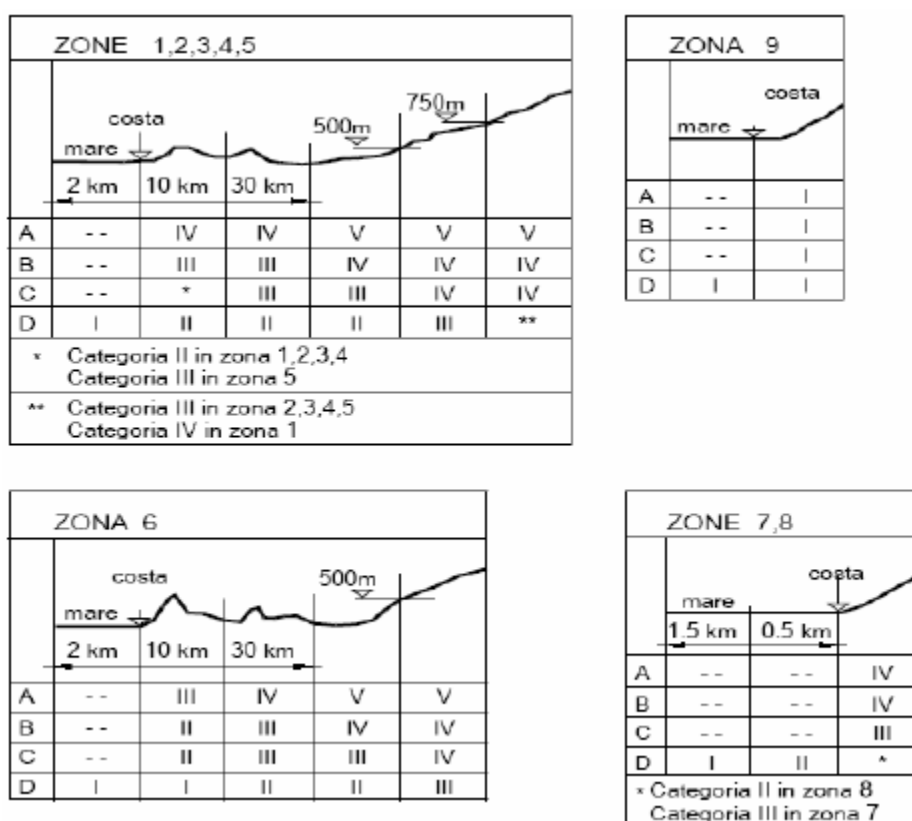 ZONE 1,2,3,4,5
costa
mare
500m
750m
2 km 10 km 30 km
A -- IV IV V V V
B -- III III IV IV IV
C -- * III III IV IV
D I II II II III **
* Categoria II in zona 1,2,3,4
Categoria III in zona 5
** Categoria III in zona 2,3,4,5
Categoria IV in zona 1
ZONA 9
costa
mare
A -- I
B -- I
C -- I
D I I
ZONA 6
costa
mare
500m
2 km 10 km 30 km
A -- III IV V V
B -- II III IV IV
C -- II III III IV
D I I II II III
ZONE 7,8
costa
mare
1.5 km 0.5 km
A -- -- IV
B -- -- IV
C -- -- III
D I II *
* Categoria II in zona 8
Categoria III in zona 7